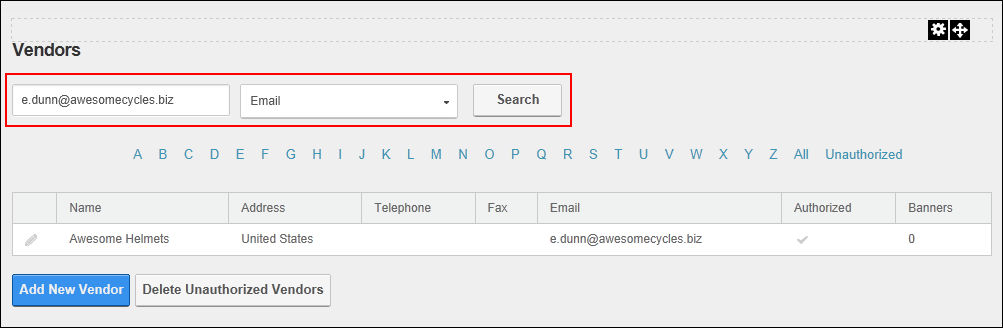 Vendors
e.dunn@awesomecycles.biz Email Search
A B C D E F G H I J K L M N O P Q R S T U V W X Y Z All Unauthorized
Name Address Telephone Fax Email Authorized Banners
Awesome Helmets United States e.dunn@awesomecycles.biz 0
Add New Vendor Delete Unauthorized Vendors